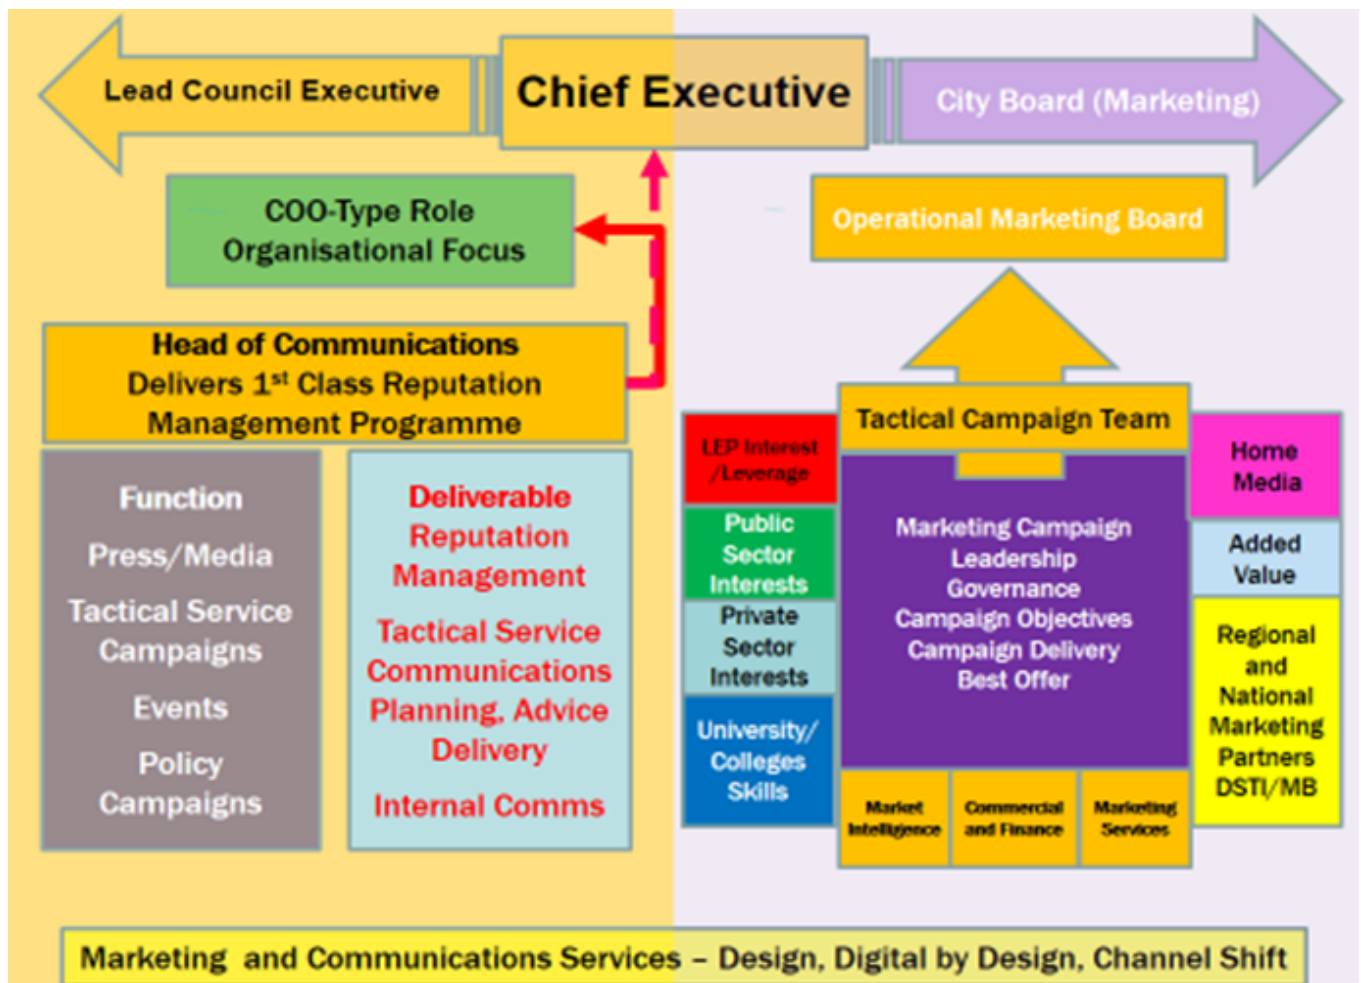 Lead Council Executive
Chief Executive
City Board (Marketing)
COO-Type Role
Organisational Focus
Operational Marketing Board
Head of Communications
Delivers 1st Class Reputation
Management Programme
Function
Press/Media
Tactical Service
Campaigns
Events
Policy
Campaigns
Deliverable
Reputation
Management
Tactical Service
Communications
Planning, Advice
Delivery
Internal Comms
Tactical Campaign Team
LEP Interest
/Leverage
Public
Sector
Interests
Private
Sector
Interests
University/
Colleges
Skills
Marketing Campaign
Leadership
Governance
Campaign Objectives
Campaign Delivery
Best Offer
Market
Intelligence
Commercial
and Finance
Marketing
Services
Home
Media
Added
Value
Regional
and
National
Marketing
Partners
DSTI/MB
Marketing and Communications Services – Design, Digital by Design, Channel Shift